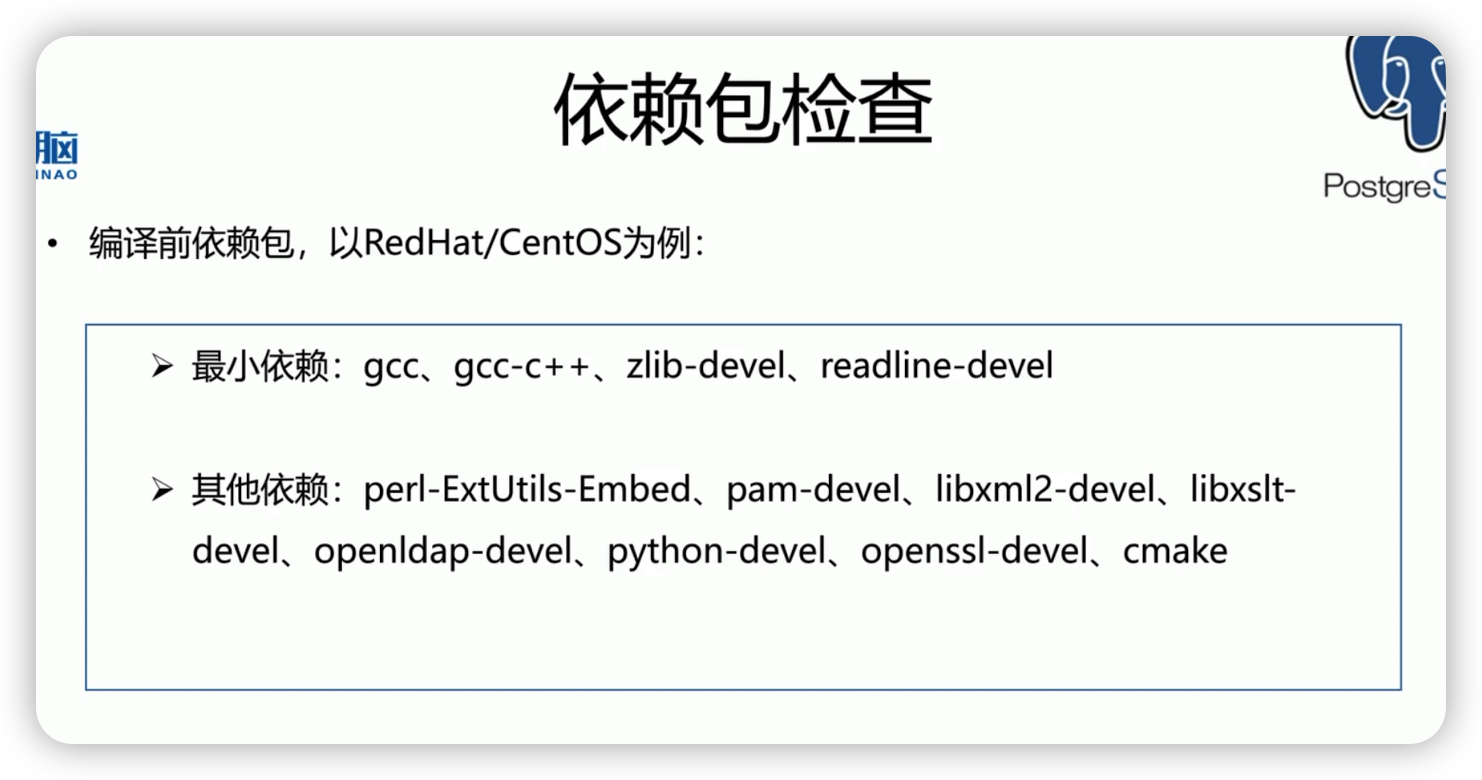 依赖包检查
脑
INAO
PostgreS
• 编译前依赖包，以RedHat/CentOS为例：
➢ 最小依赖：gcc、gcc-c++、zlib-devel、readline-devel
➢ 其他依赖：perl-ExtUtils-Embed、pam-devel、libxml2-devel、libxslt-
devel、openldap-devel、python-devel、openssl-devel、cmake